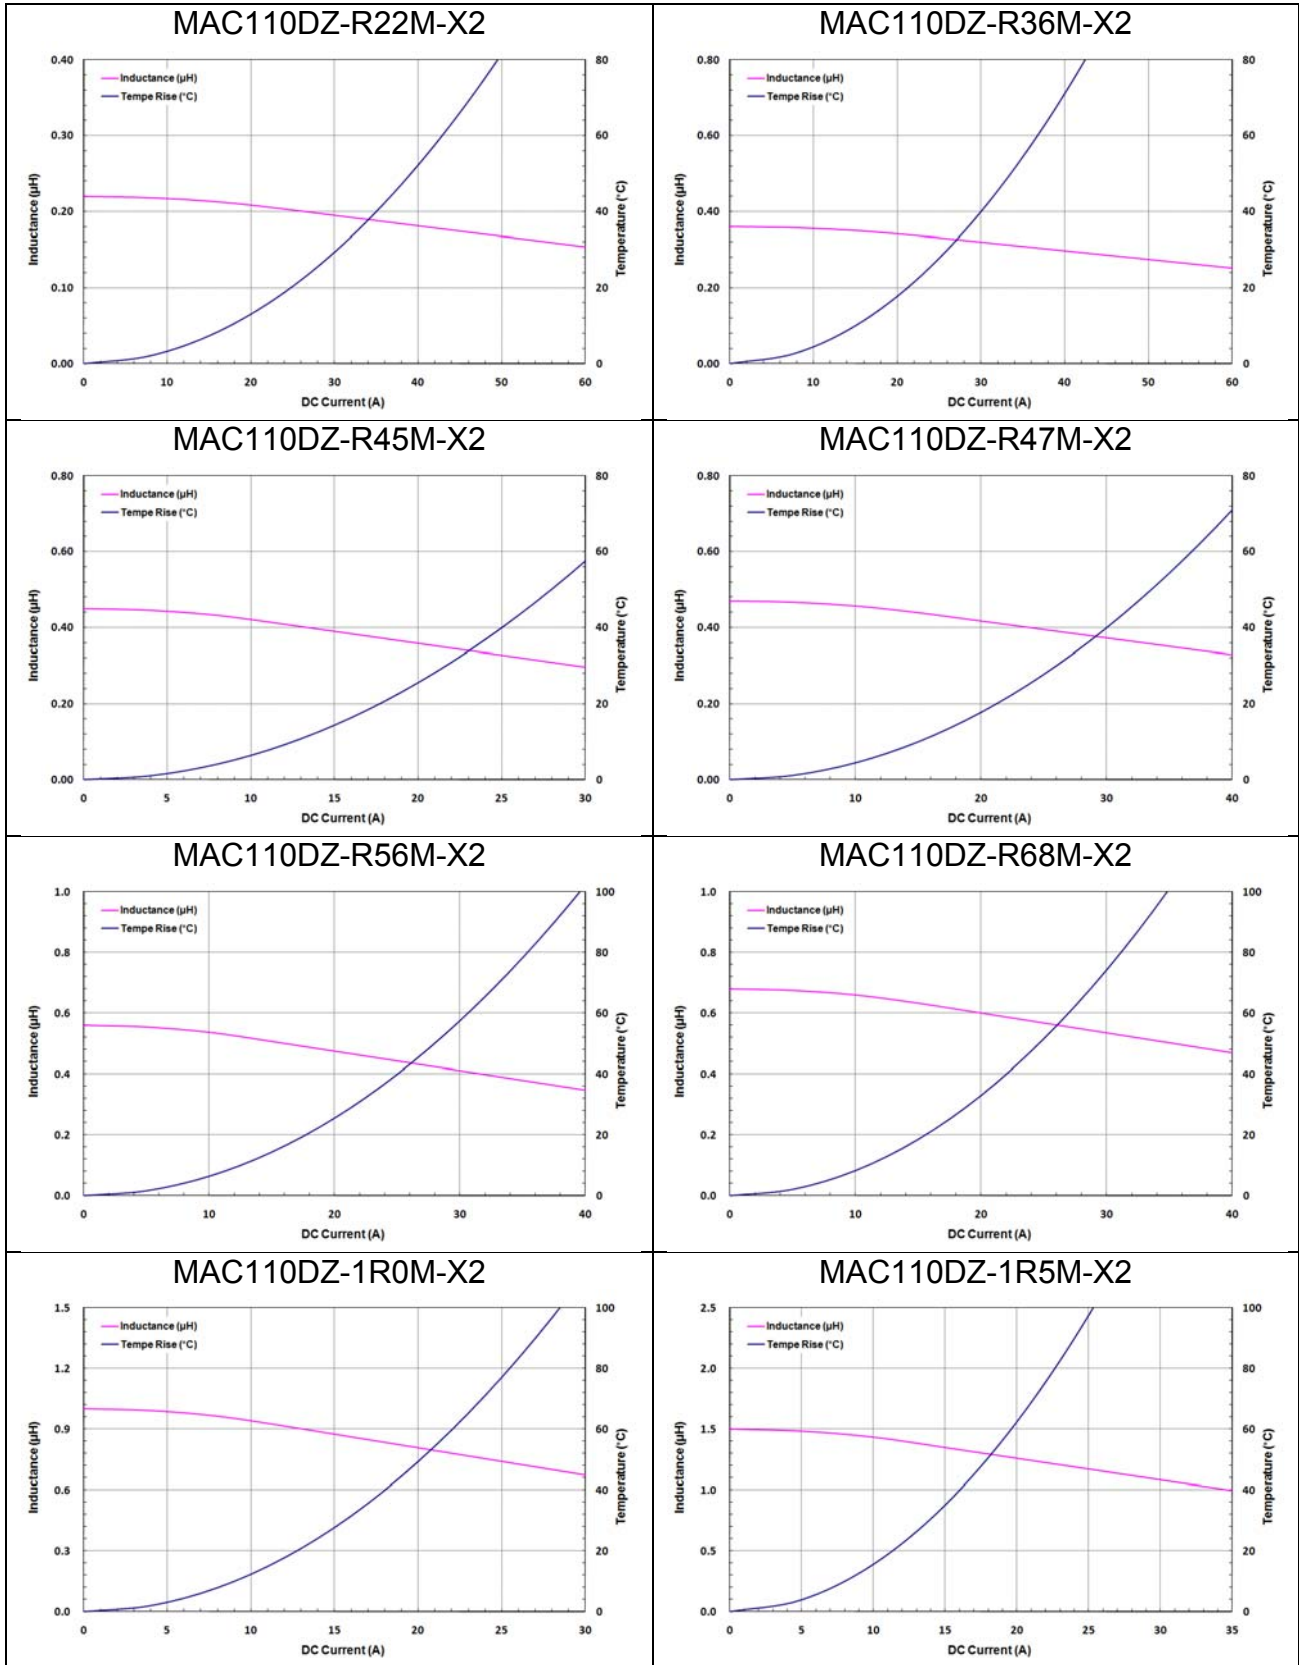 MAC110DZ-R22M-X2
Inductance (µH)
Tempe Rise (°C)
0.40
0.30
0.20
0.10
0.00
80
60
40
20
0
0 10 20 30 40 50 60
Inductance (µH)
Temperature (°C)
DC Current (A)
MAC110DZ-R36M-X2
Inductance (µH)
Tempe Rise (°C)
0.80
0.60
0.40
0.20
0.00
80
60
40
20
0
0 10 20 30 40 50 60
Inductance (µH)
Temperature (°C)
DC Current (A)
MAC110DZ-R45M-X2
Inductance (µH)
Tempe Rise (°C)
0.80
0.60
0.40
0.20
0.00
80
60
40
20
0
0 5 10 15 20 25 30
Inductance (µH)
Temperature (°C)
DC Current (A)
MAC110DZ-R47M-X2
Inductance (µH)
Tempe Rise (°C)
0.80
0.60
0.40
0.20
0.00
80
60
40
20
0
0 10 20 30 40
Inductance (µH)
Temperature (°C)
DC Current (A)
MAC110DZ-R56M-X2
Inductance (µH)
Tempe Rise (°C)
1.0
0.8
0.6
0.4
0.2
0.0
100
80
60
40
20
0
0 10 20 30 40
Inductance (µH)
Temperature (°C)
DC Current (A)
MAC110DZ-R68M-X2
Inductance (µH)
Tempe Rise (°C)
1.0
0.8
0.6
0.4
0.2
0.0
100
80
60
40
20
0
0 10 20 30 40
Inductance (µH)
Temperature (°C)
DC Current (A)
MAC110DZ-1R0M-X2
Inductance (µH)
Tempe Rise (°C)
1.5
1.2
0.9
0.6
0.3
0.0
100
80
60
40
20
0
0 5 10 15 20 25 30
Inductance (µH)
Temperature (°C)
DC Current (A)
MAC110DZ-1R5M-X2
Inductance (µH)
Tempe Rise (°C)
2.5
2.0
1.5
1.0
0.5
0.0
100
80
60
40
20
0
0 5 10 15 20 25 30 35
Inductance (µH)
Temperature (°C)
DC Current (A)